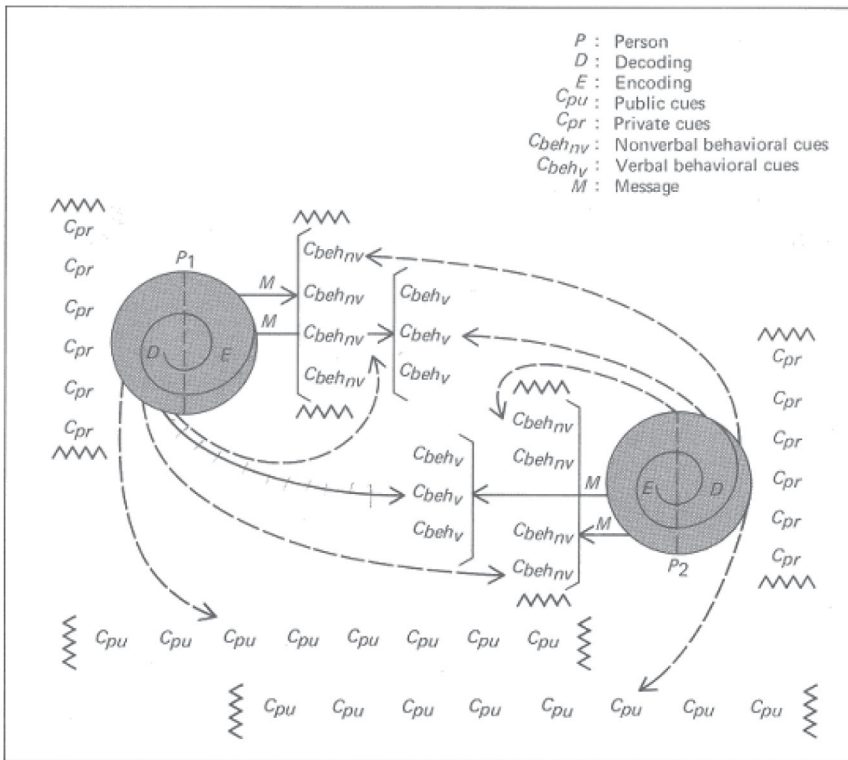 P : Person
D : Decoding
E : Encoding
Cpu : Public cues
Cpr : Private cues
Cbehnv : Nonverbal behavioral cues
Cbehv : Verbal behavioral cues
M : Message
Cpr
Cpr
Cpr
Cpr
Cpr
Cpr
P1
D E
M
M
Cbehnv
Cbehnv
Cbehnv
Cbehnv
Cbehv
Cbehv
Cbehv
Cbehv
Cbehv
Cbehv
Cbehnv
Cbehnv
Cbehnv
Cbehnv
M
M
E D
P2
Cpr
Cpr
Cpr
Cpr
Cpr
Cpr
Cpu Cpu Cpu Cpu Cpu Cpu Cpu Cpu
Cpu Cpu Cpu Cpu Cpu Cpu Cpu Cpu